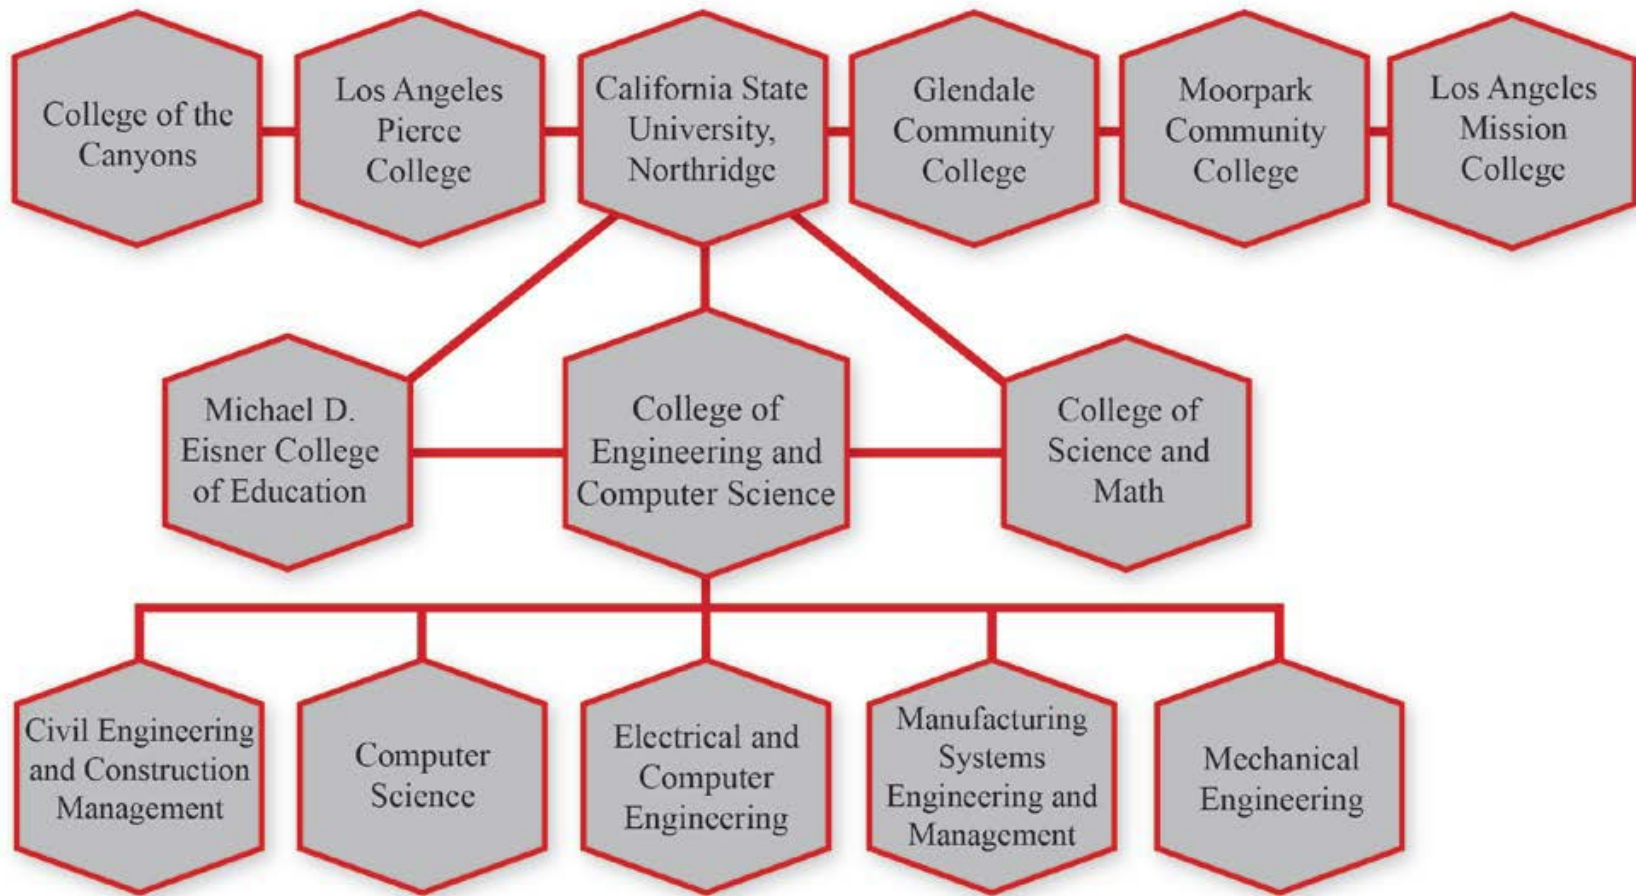 College of the
Canyons
Los Angeles
Pierce
College
California State
University,
Northridge
Glendale
Community
College
Moorpark
Community
College
Los Angeles
Mission
College
Michael D.
Eisner College
of Education
College of
Engineering and
Computer Science
College of
Science and
Math
Civil Engineering
and Construction
Management
Computer
Science
Electrical and
Computer
Engineering
Manufacturing
Systems
Engineering and
Management
Mechanical
Engineering